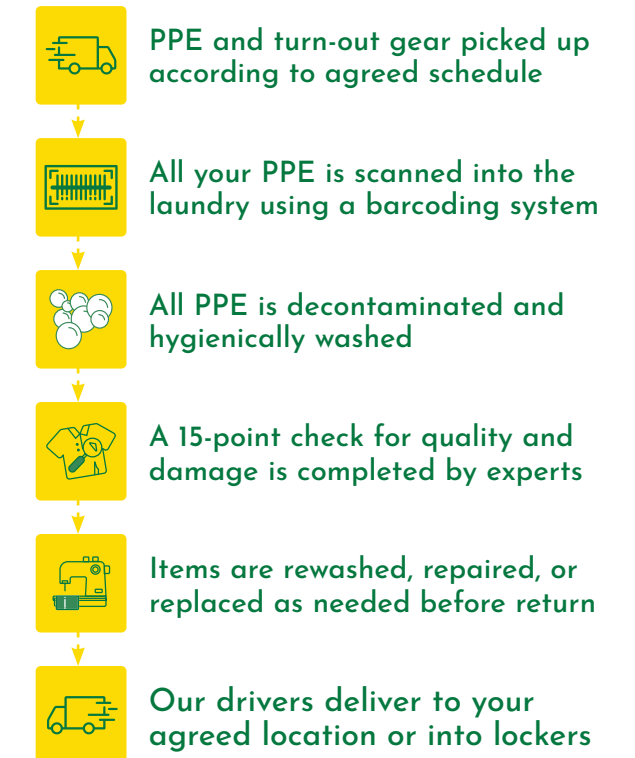 PPE and turn-out gear picked up
according to agreed schedule
All your PPE is scanned into the
laundry using a barcoding system
All PPE is decontaminated and
hygienically washed
A 15-point check for quality and
damage is completed by experts
Items are rewashed, repaired, or
replaced as needed before return
Our drivers deliver to your
agreed location or into lockers